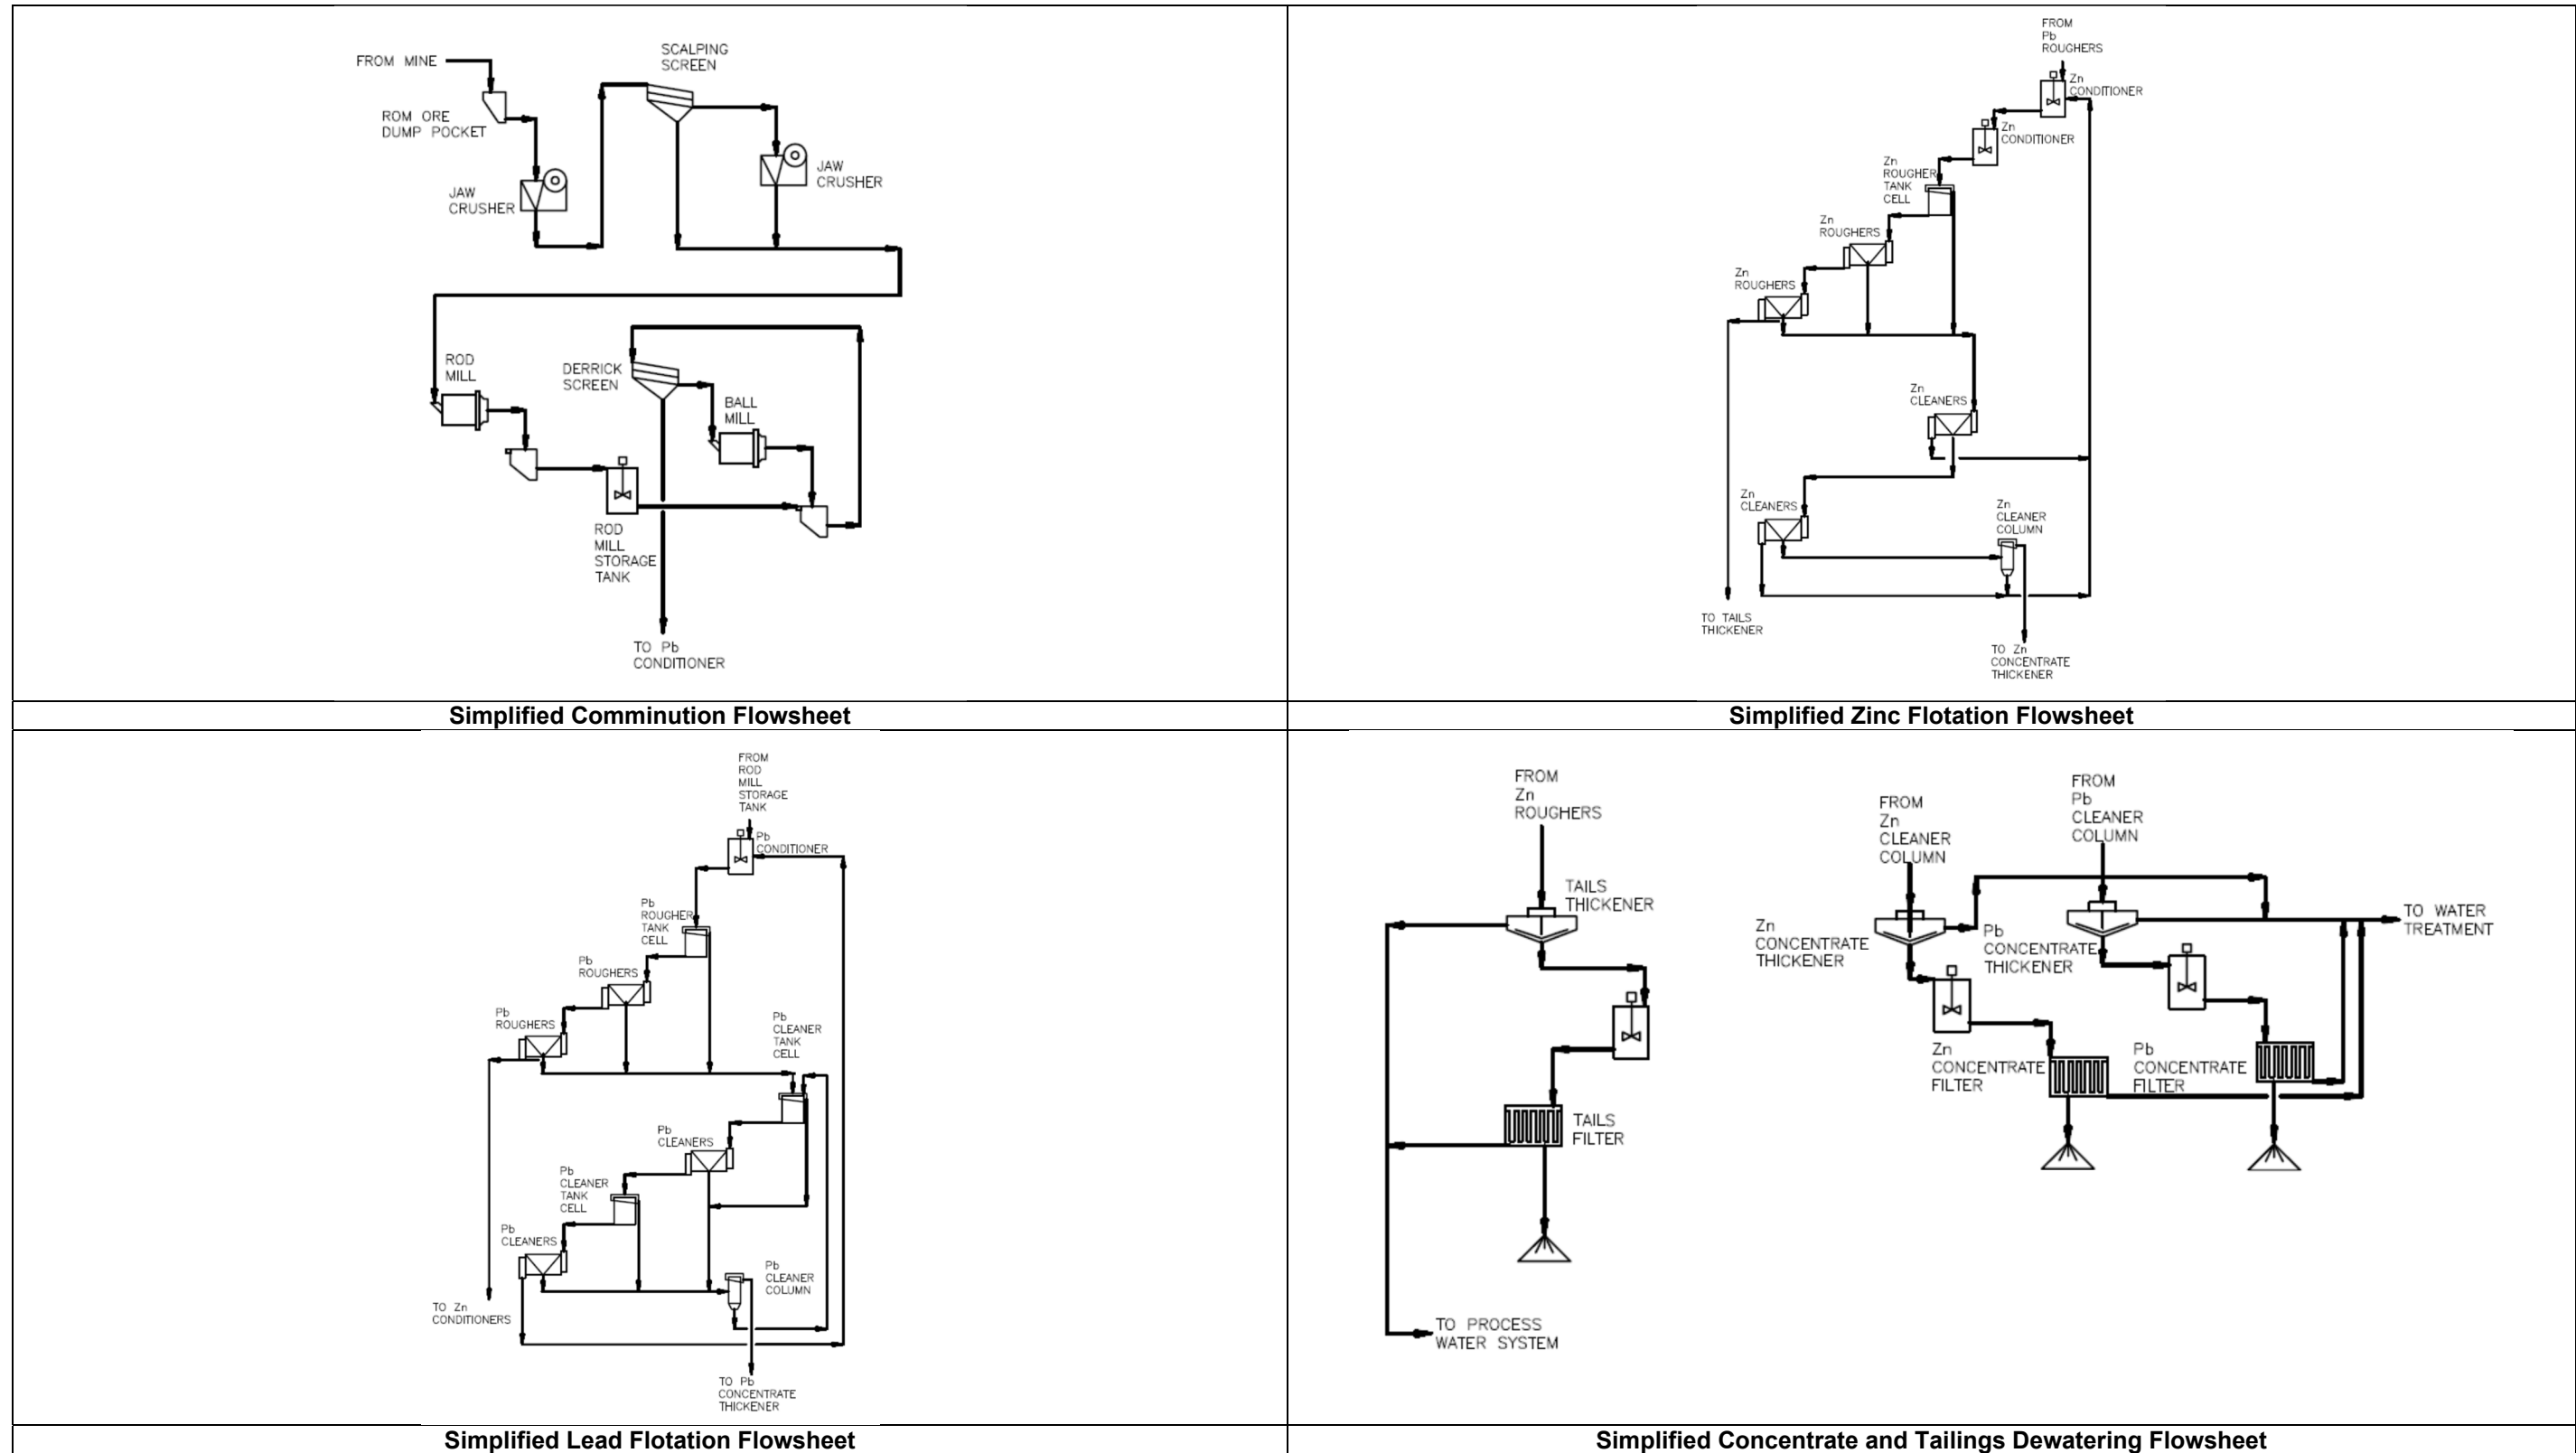 FROM MINE
SCALPING
SCREEN
ROM ORE
DUMP POCKET
JAW
CRUSHER
JAW
CRUSHER
ROD
MILL
DERRICK
SCREEN
BALL
MILL
ROD
MILL
STORAGE
TANK
TO Pb
CONDITIONER
Simplified Comminution Flowsheet
FROM
Pb
ROUGHERS
Zn
CONDITIONER
Zn
CONDITIONER
Zn
ROUGHER
TANK
CELL
Zn
ROUGHERS
Zn
ROUGHERS
Zn
CLEANERS
Zn
CLEANERS
Zn
CLEANER
COLUMN
TO TAILS
THICKENER
TO Zn
CONCENTRATE
THICKENER
Simplified Zinc Flotation Flowsheet
FROM
ROD
MILL
STORAGE
TANK
Pb
CONDITIONER
Pb
ROUGHER
TANK
CELL
Pb
ROUGHERS
Pb
ROUGHERS
Pb
CLEANER
TANK
CELL
Pb
CLEANERS
Pb
CLEANER
TANK
CELL
Pb
CLEANERS
Pb
CLEANER
COLUMN
TO Zn
CONDITIONERS
TO Pb
CONCENTRATE
THICKENER
Simplified Lead Flotation Flowsheet
FROM
Zn
ROUGHERS
TAILS
THICKENER
TAILS
FILTER
TO PROCESS
WATER SYSTEM
FROM
Zn
CLEANER
COLUMN
FROM
Pb
CLEANER
COLUMN
Zn
CONCENTRATE
THICKENER
Pb
CONCENTRATE
THICKENER
TO WATER
TREATMENT
Zn
CONCENTRATE
FILTER
Pb
CONCENTRATE
FILTER
Simplified Concentrate and Tailings Dewatering Flowsheet